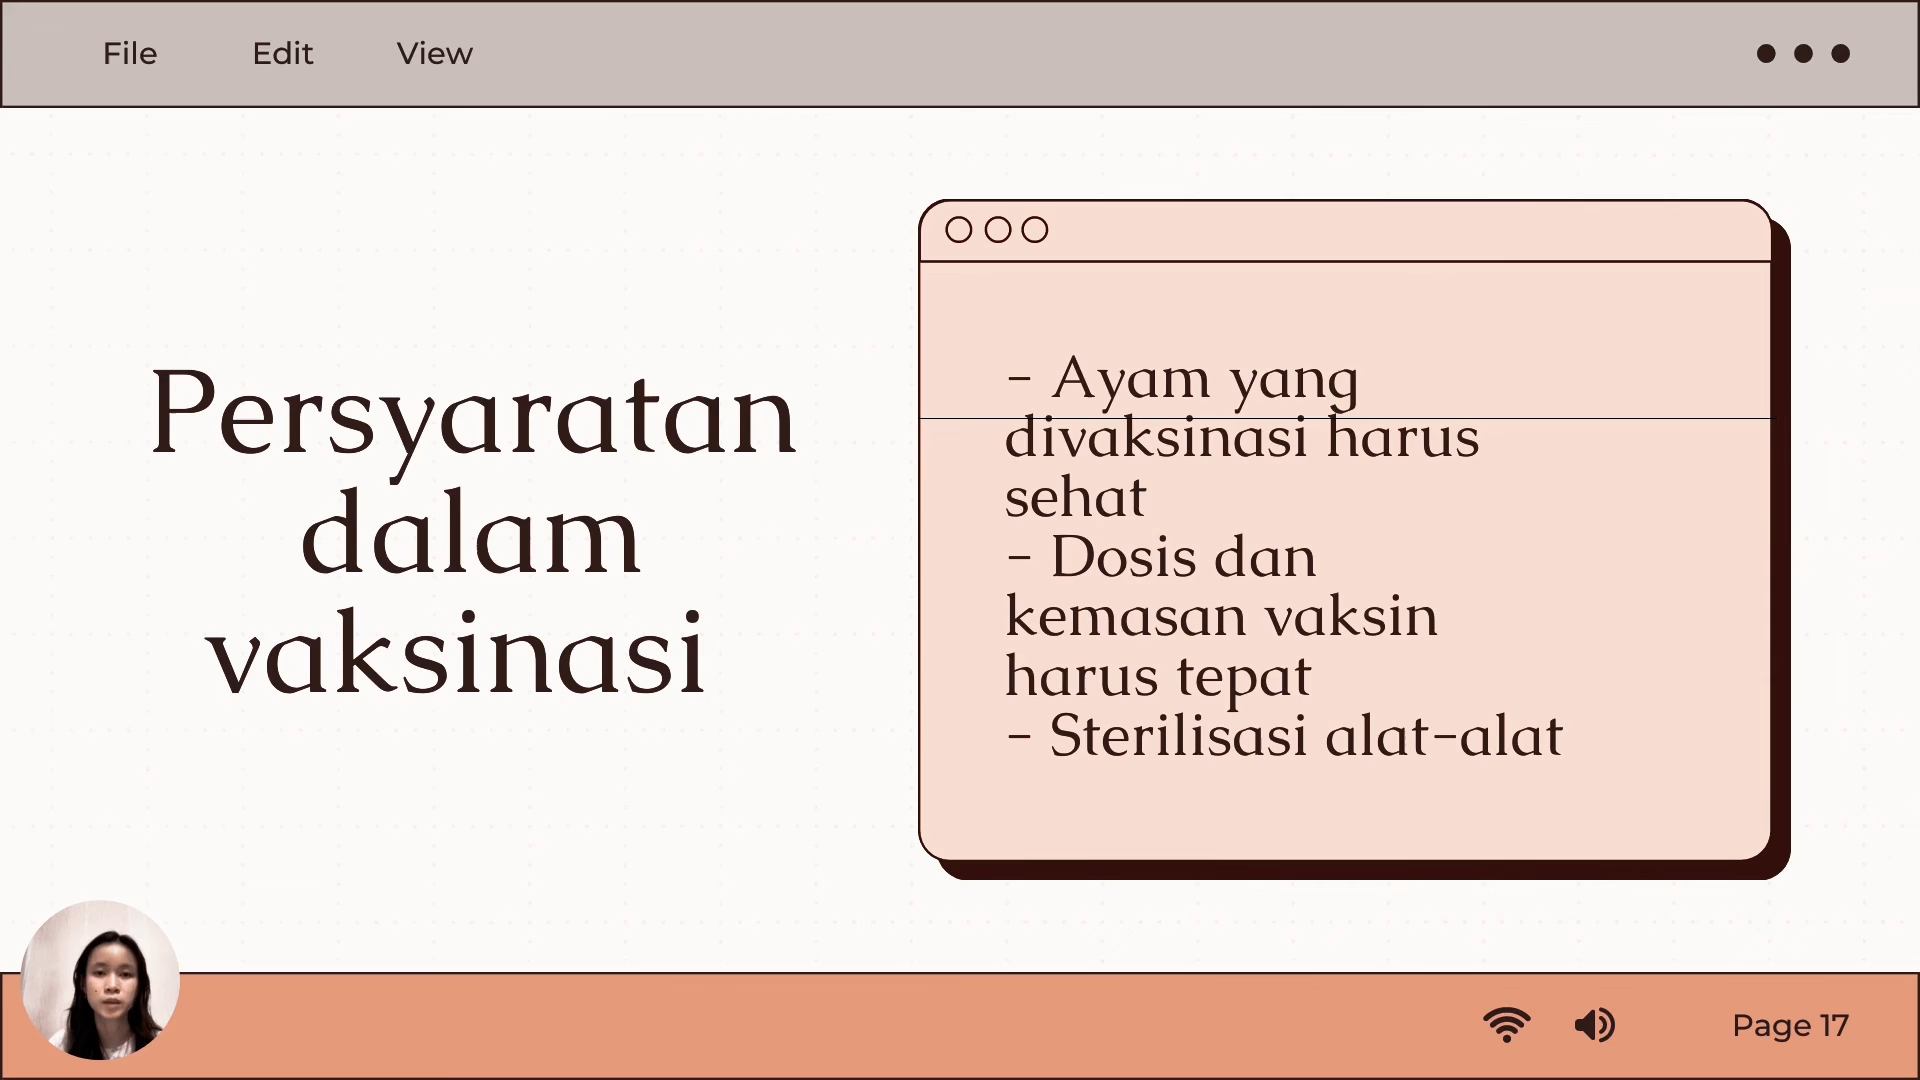 File Edit View
Persyaratan
dalam
vaksinasi
- Ayam yang
divaksinasi harus
sehat
- Dosis dan
kemasan vaksin
harus tepat
- Sterilisasi alat-alat
Page 17